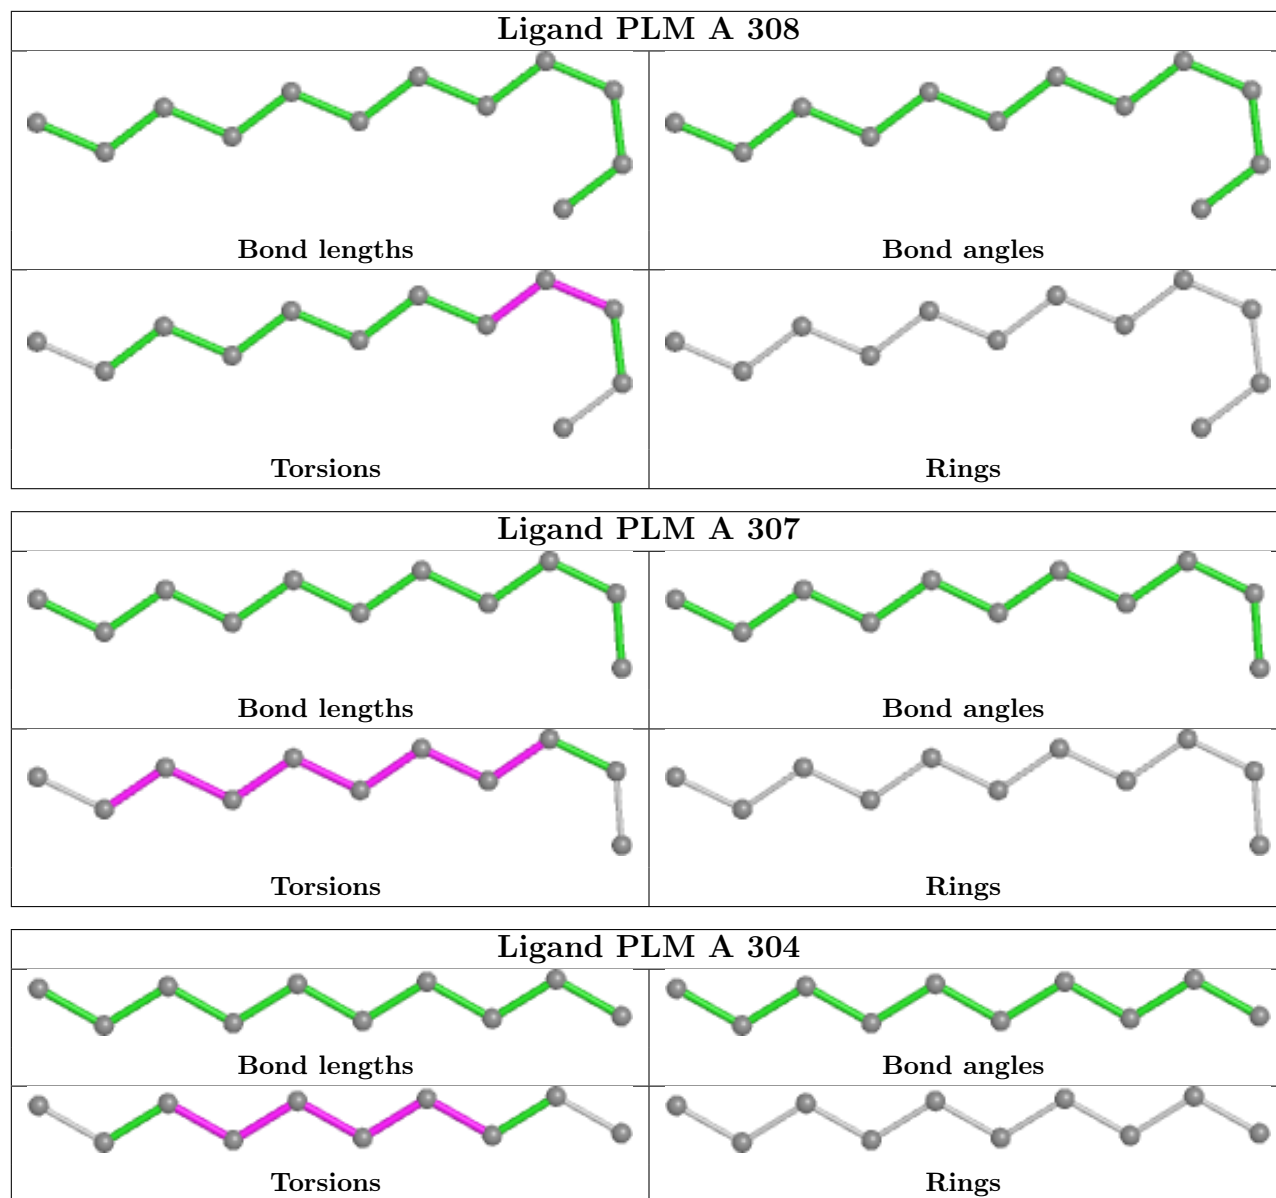 Ligand PLM A 308
Bond lengths
Bond angles
Torsions
Rings
Ligand PLM A 307
Bond lengths
Bond angles
Torsions
Rings
Ligand PLM A 304
Bond lengths
Bond angles
Torsions
Rings